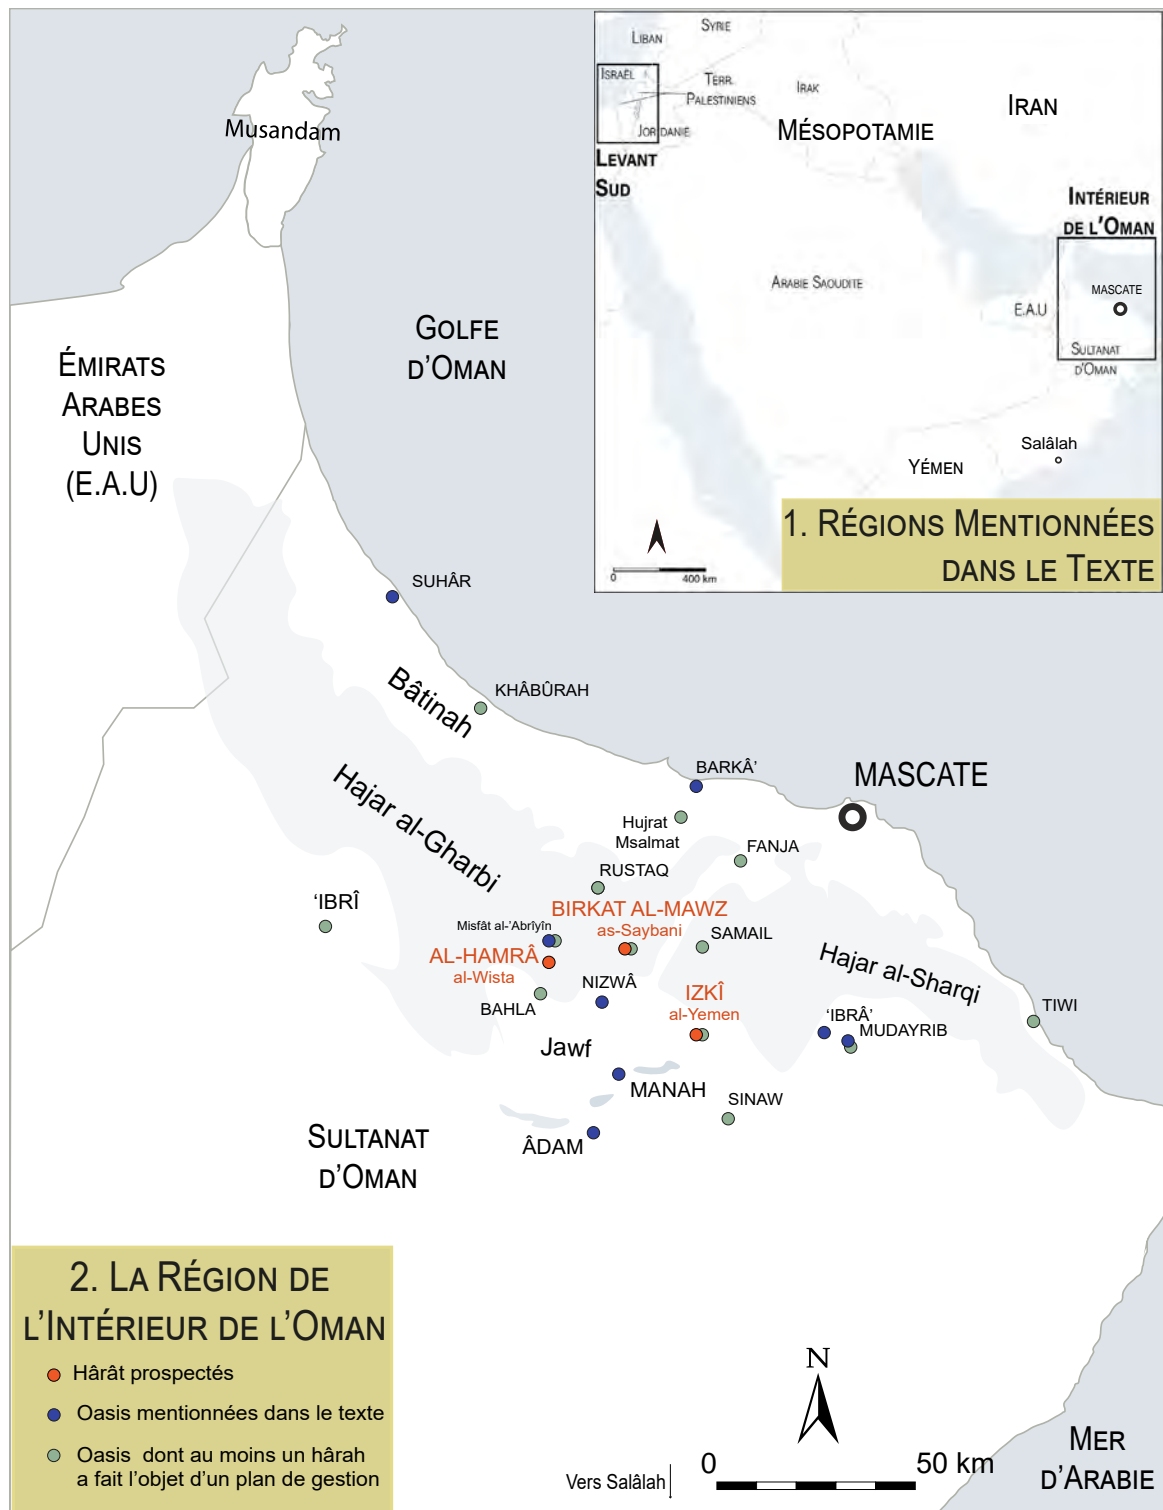 Musandam
GOLFE
D'OMAN
ÉMIRATS
ARABES
UNIS
(E.A.U)
LIBAN
SYRIE
ISRAËL
TERR.
PALESTINIENS
IRAK
IRAN
JORDANIE
MÉSOPOTAMIE
LEVANT
SUD
INTÉRIEUR
DE L'OMAN
ARABIE SAOUDITE
E.A.U
MASCATE
SULTANAT
D'OMAN
Salâlah
YÉMEN
0
400 km
1. RÉGIONS MENTIONNÉES
DANS LE TEXTE
SUHÂR
Bâtinah
KHÂBÛRAH
BARKÂ'
MASCATE
Hajar al-Gharbi
Hujrat
Msalmat
FANJA
RUSTAQ
'IBRÎ
BIRKAT AL-MAWZ
as-Saybani
Misfât al-'Abrîyîn
SAMAIL
AL-HAMRÂ
al-Wista
Hajar al-Sharqi
NIZWÂ
IZKÎ
al-Yemen
BAHLA
TIWI
'IBRÂ'
MUDAYRIB
Jawf
MANAH
SINAW
ÂDAM
SULTANAT
D'OMAN
2. LA RÉGION DE
L'INTÉRIEUR DE L'OMAN
Hârât prospectés
Oasis mentionnées dans le texte
Oasis dont au moins un hârah
a fait l'objet d'un plan de gestion
N
0
50 km
Vers Salâlah
MER
D'ARABIE